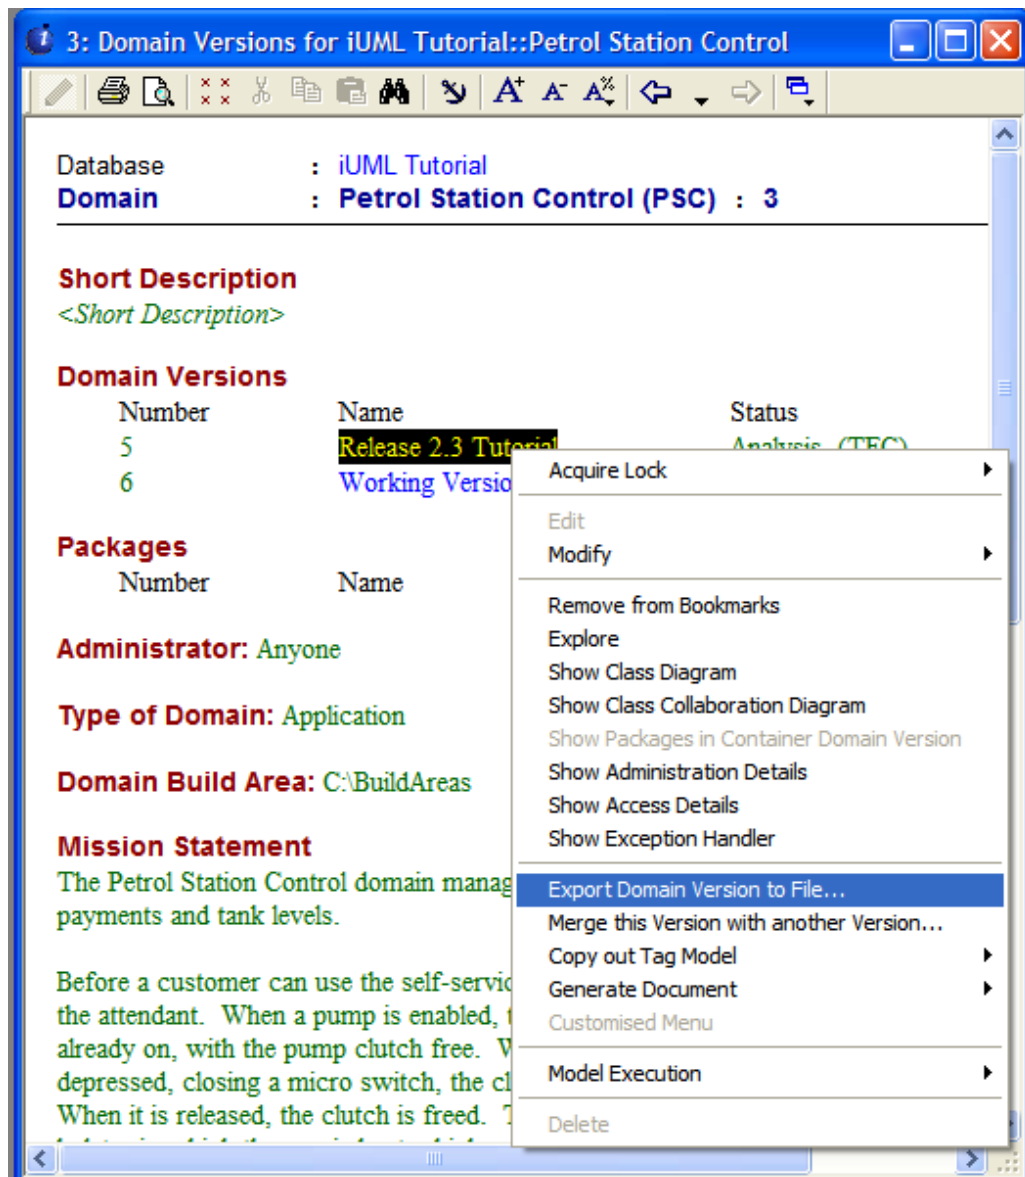 3: Domain Versions for iUML Tutorial::Petrol Station Control
Database : iUML Tutorial
Domain : Petrol Station Control (PSC) : 3
Short Description
<Short Description>
Domain Versions
Number Name Status
5 Release 2.3 Tutorial Analysis (TEC)
6 Working Versio
Packages
Number Name
Administrator: Anyone
Type of Domain: Application
Domain Build Area: C:\BuildAreas
Mission Statement
The Petrol Station Control domain manag
payments and tank levels.
Before a customer can use the self-servic
the attendant. When a pump is enabled, t
already on, with the pump clutch free. W
depressed, closing a micro switch, the cl
When it is released, the clutch is freed. T
Acquire Lock
Edit
Modify
Remove from Bookmarks
Explore
Show Class Diagram
Show Class Collaboration Diagram
Show Packages in Container Domain Version
Show Administration Details
Show Access Details
Show Exception Handler
Export Domain Version to File...
Merge this Version with another Version...
Copy out Tag Model
Generate Document
Customised Menu
Model Execution
Delete